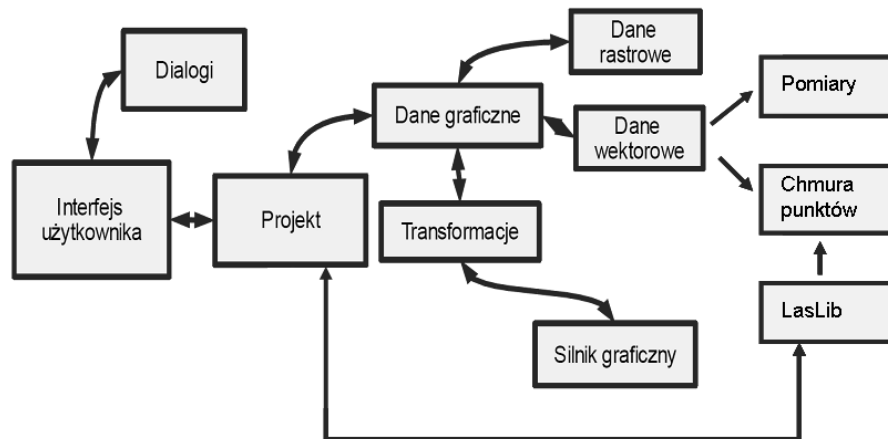 Dialogi
Interfejs
użytkownika
Projekt
Dane graficzne
Dane
rastrowe
Dane
wektorowe
Transformacje
Silnik graficzny
Pomiary
Chmura
punktów
LasLib